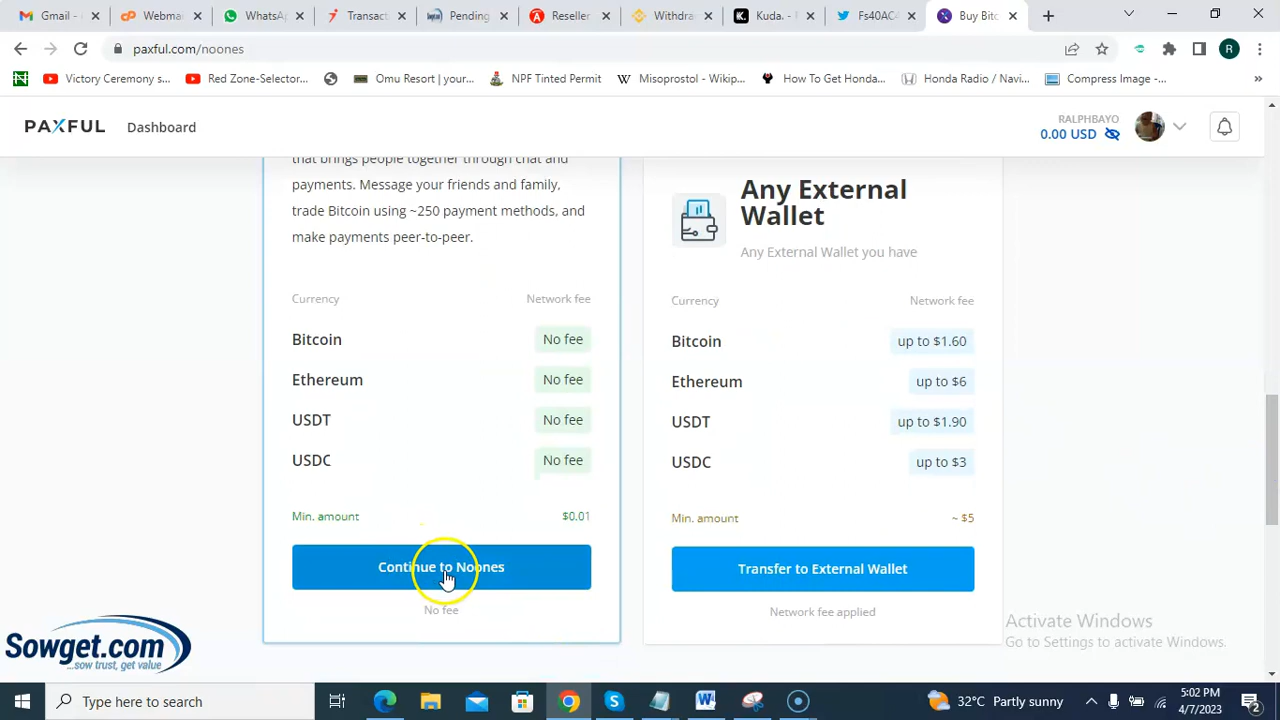 Gmail - (
Webmai
WhatsAp
Transact
Pending
Reseller
Withdra
Kuda. -
Fs40AC4
Buy Bitc
paxful.com/noones
Victory Ceremony s...
Red Zone-Selector...
Omu Resort | your...
NPF Tinted Permit
Misoprostol - Wikip...
How To Get Honda...
Honda Radio / Navi...
Compress Image -...
PAXFUL
Dashboard
RALPHBAYO
0.00 USD
that brings people together through chat and
payments. Message your friends and family,
trade Bitcoin using ~250 payment methods, and
make payments peer-to-peer.
Currency Network fee
Bitcoin No fee
Ethereum No fee
USDT No fee
USDC No fee
Min. amount $0.01
Continue to Noones
No fee
Any External
Wallet
Any External Wallet you have
Currency Network fee
Bitcoin up to $1.60
Ethereum up to $6
USDT up to $1.90
USDC up to $3
Min. amount ~ $5
Transfer to External Wallet
Network fee applied
Activate Windows
Go to Settings to activate Windows.
Sowget.com
...sow trust, get value
Type here to search
32°C Partly sunny
5:02 PM
4/7/2023
2